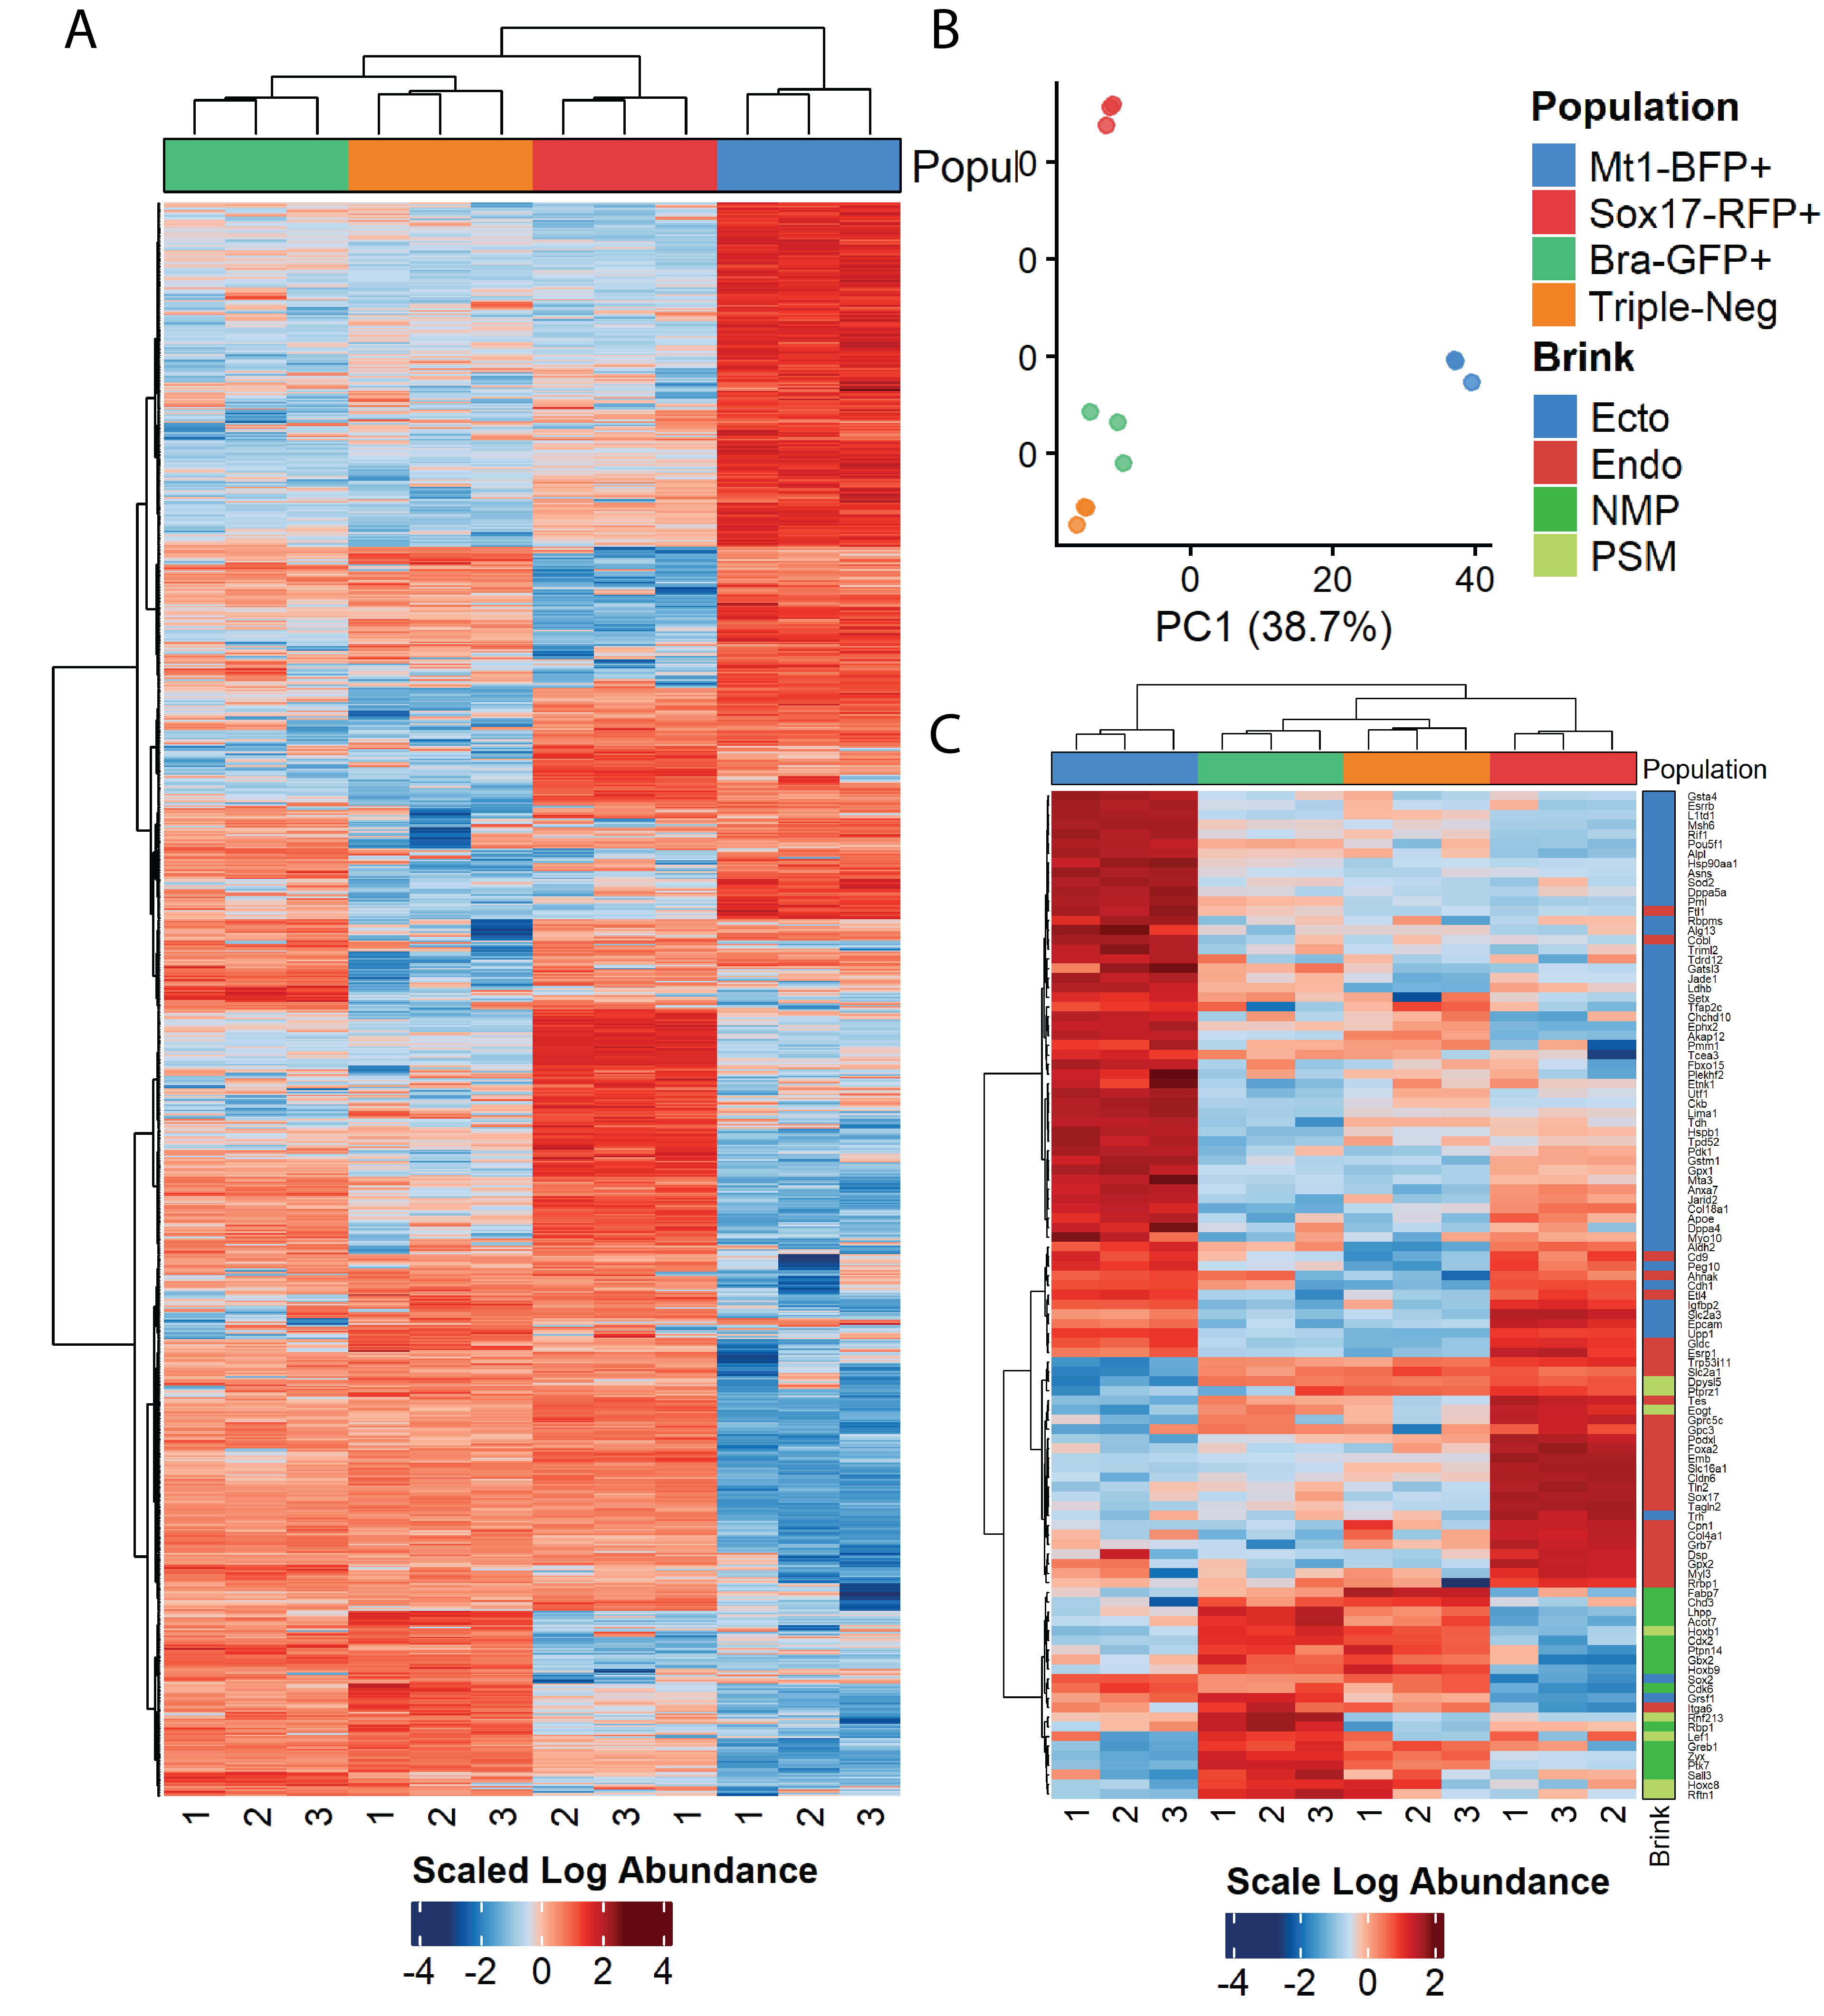 A
Popul
1 2 3 1 2 3 2 3 1 1 2 3
Scaled Log Abundance
-4 -2 0 2 4
B
0
0
0
0
0 20 40
PC1 (38.7%)
Population
Mt1-BFP+
Sox17-RFP+
Bra-GFP+
Triple-Neg
Brink
Ecto
Endo
NMP
PSM
C
Population
Gsta4
Esrrb
L1td1
Msh6
Rif1
Pou5f1
Alpl
Hsp90aa1
Asns
Sod2
Dppa5a
Pml
Ftl1
Rbpms
Alg13
Cobl
Triml2
Tdrd12
Gatsl3
Jade1
Ldhb
Setx
Tfap2c
Chchd10
Ephx2
Akap12
Pmm1
Tcea3
Fbxo15
Plekhf2
Etnk1
Utf1
Ckb
Lima1
Tdh
Hspb1
Tpd52
Pdk1
Gstm1
Gpx1
Mta3
Anxa7
Jarid2
Col18a1
Apoe
Dppa4
Myo10
Aldh2
Cd9
Peg10
Ahnak
Cdh1
Etl4
Igfbp2
Slc2a3
Epcam
Upp1
Gldc
Esrp1
Trp53i11
Slc2a1
Dpysl5
Ptprz1
Tes
Eogt
Gprc5c
Gpc3
Podxl
Foxa2
Emb
Slc16a1
Cldn6
Tln2
Sox17
Tagln2
Trh
Cpn1
Col4a1
Grb7
Dsp
Gpx2
Myl3
Rrbp1
Fabp7
Chd3
Lhpp
Acot7
Hoxb1
Cdx2
Ptpn14
Gbx2
Hoxb9
Sox2
Cdk6
Grsf1
Itga6
Rnf213
Rbp1
Lef1
Greb1
Zyx
Ptk7
Sall3
Hoxc8
Rftn1
1 2 3 1 2 3 1 2 3 1 3 2
Brink
Scale Log Abundance
-4 -2 0 2